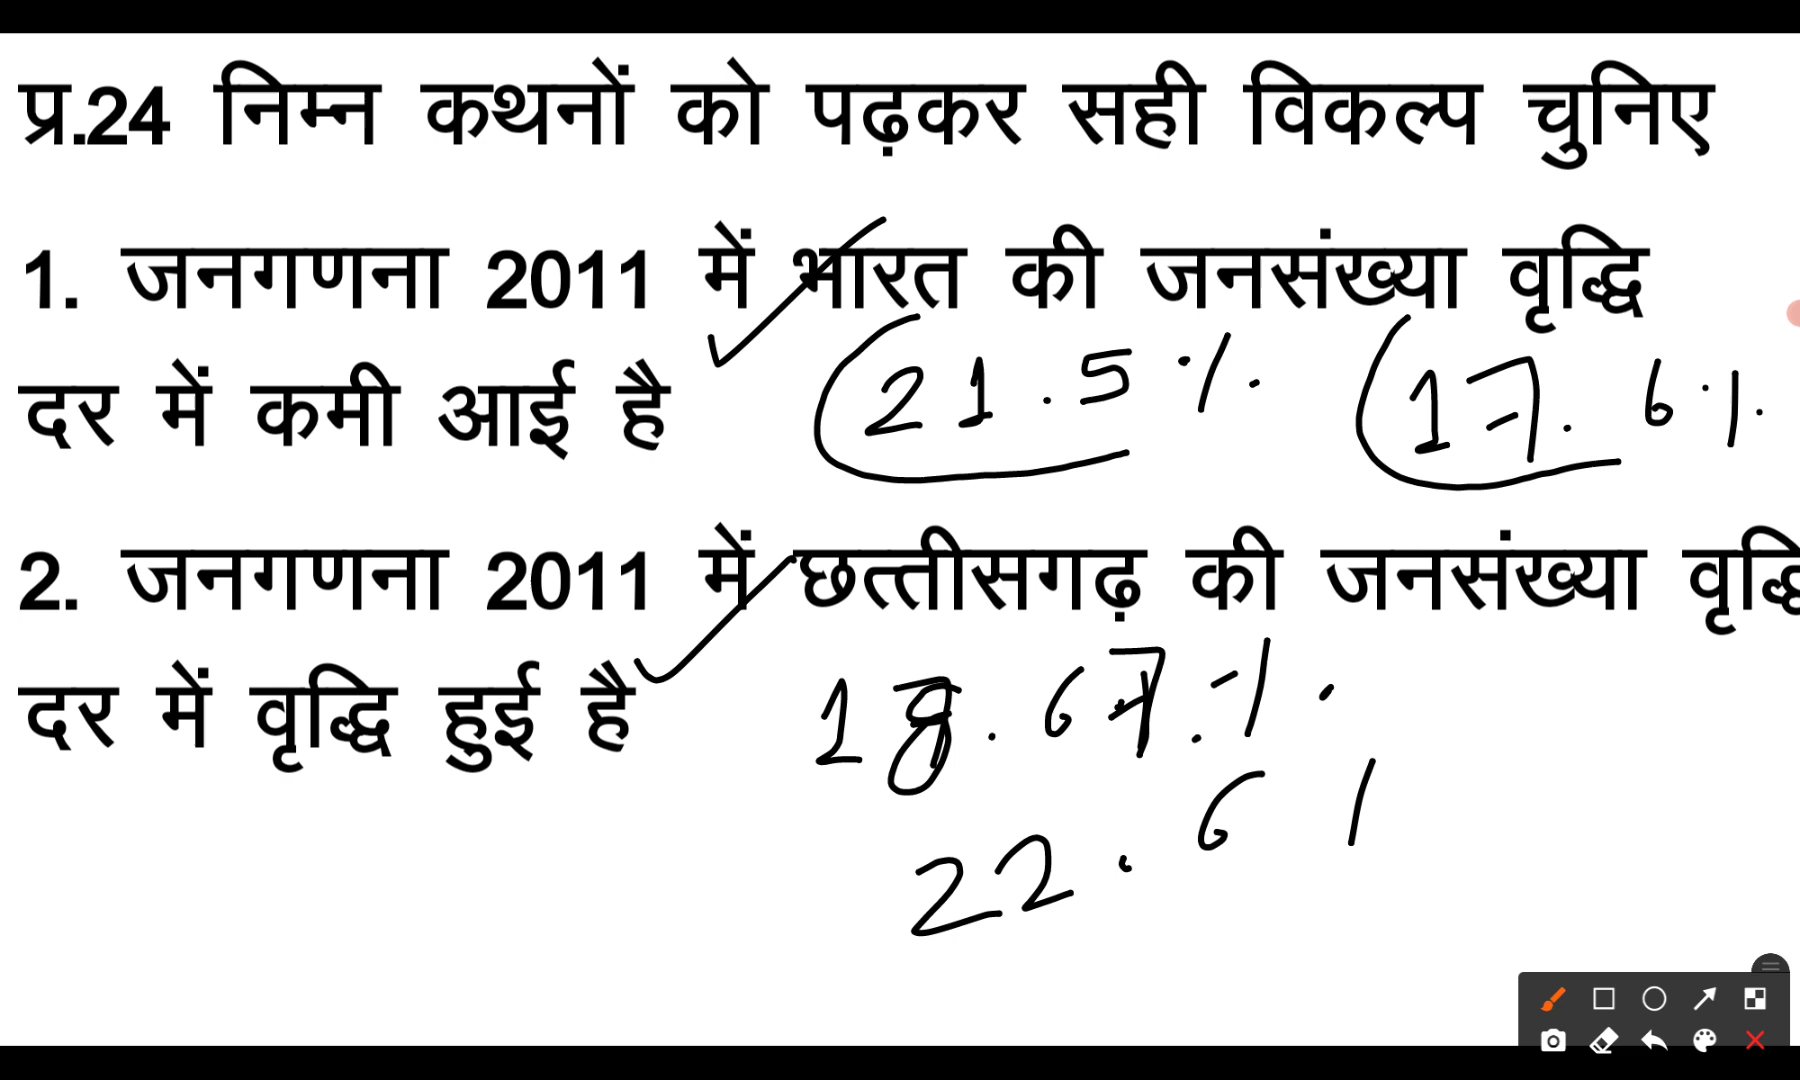 प्र.24 निम्न कथनों को पढ़कर सही विकल्प चुनिए
1. जनगणना 2011 में भारत की जनसंख्या वृद्धि
दर में कमी आई है 21.5% 17.6%
2. जनगणना 2011 में छत्तीसगढ़ की जनसंख्या वृद्धि
दर में वृद्धि हुई है 18.67%
22.61